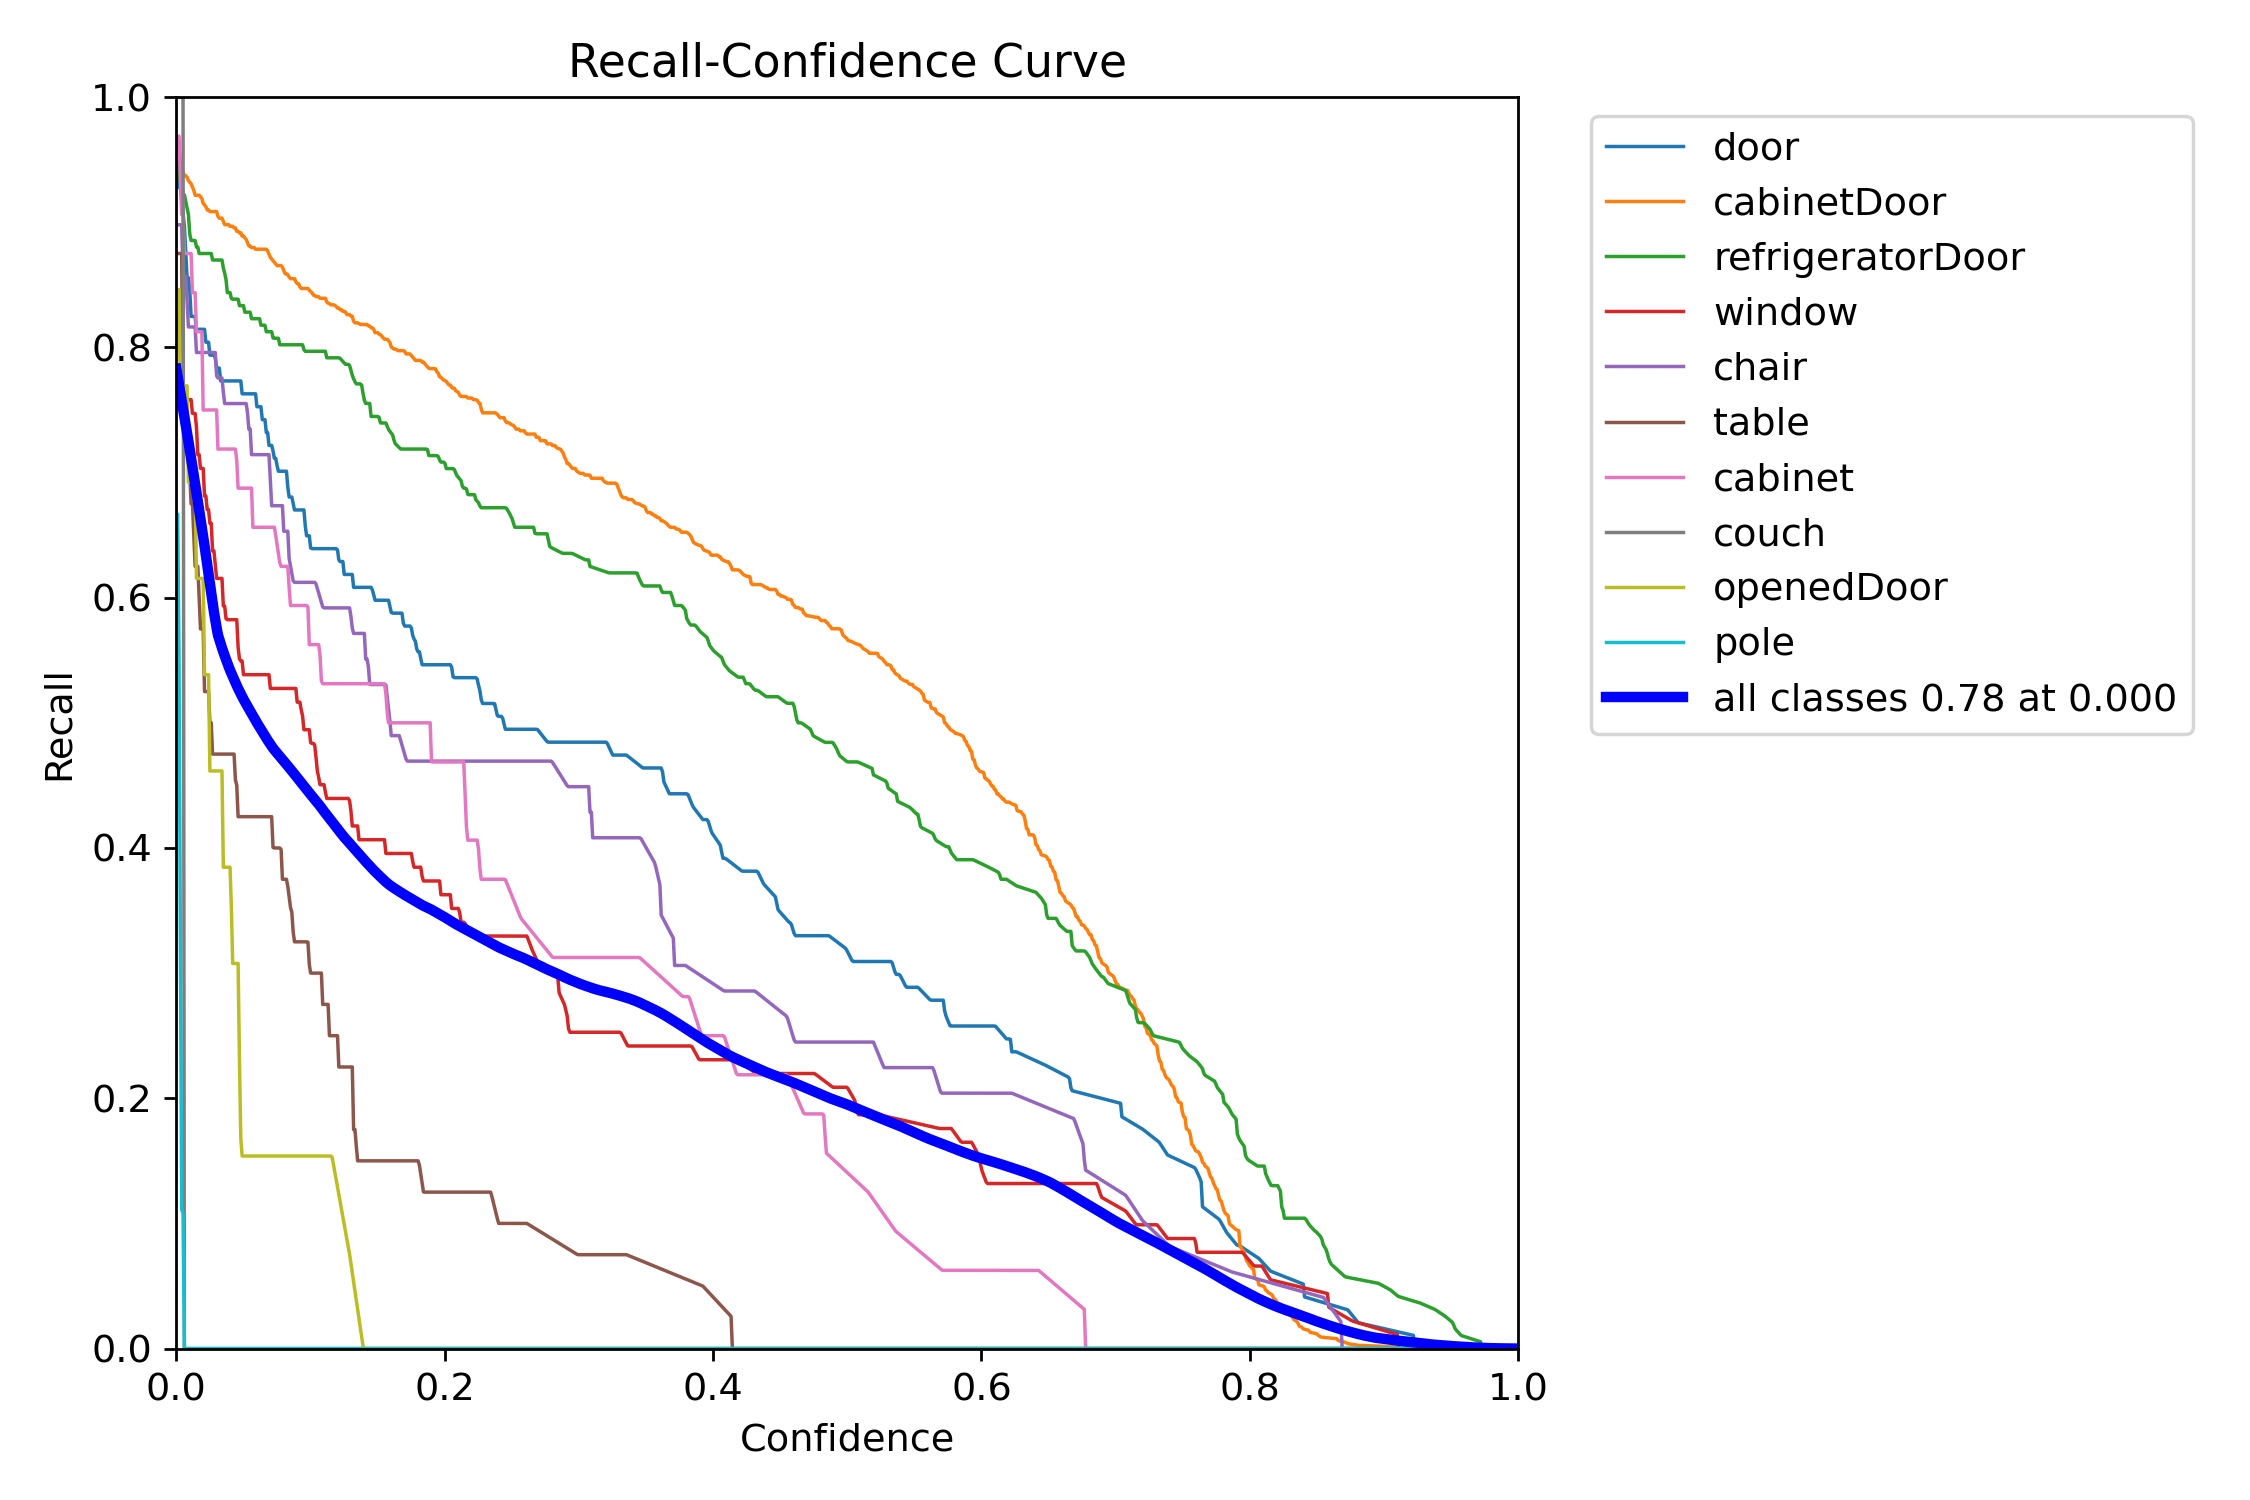 Recall-Confidence Curve
1.0
0.8
0.6
0.4
0.2
0.0
Recall
0.0 0.2 0.4 0.6 0.8 1.0
Confidence
door
cabinetDoor
refrigeratorDoor
window
chair
table
cabinet
couch
openedDoor
pole
all classes 0.78 at 0.000